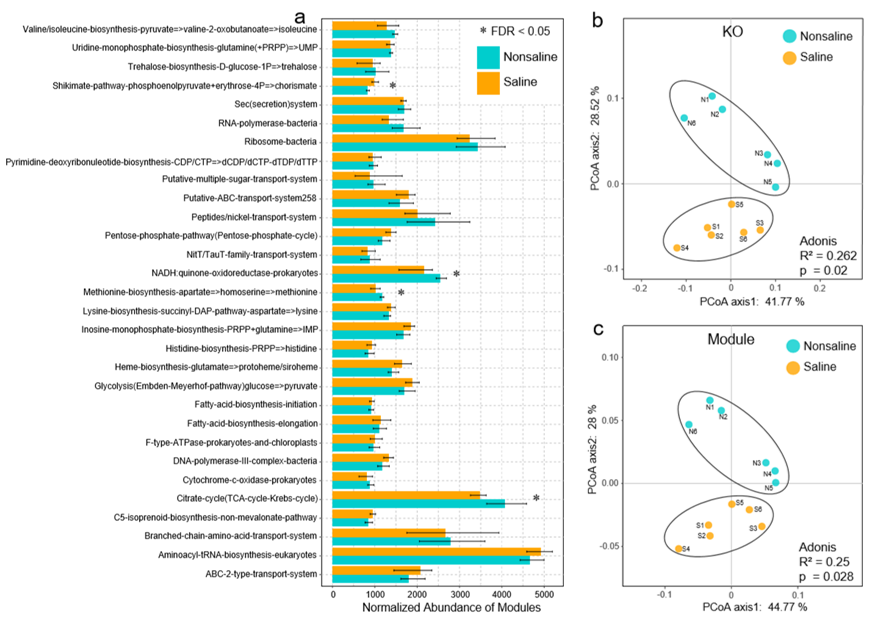 a
Valine/isoleucine-biosynthesis-pyruvate=>valine-2-oxobutanoate=>isoleucine
Uridine-monophosphate-biosynthesis-glutamine(+PRPP)=>UMP
Trehalose-biosynthesis-D-glucose-1P=>trehalose
Shikimate-pathway-phosphoenolpyruvate+erythrose-4P=>chorismate
Sec(secretion)system
RNA-polymerase-bacteria
Ribosome-bacteria
Pyrimidine-deoxyribonuleotide-biosynthesis-CDP/CTP=>dCDP/dCTP-dTDP/dTTP
Putative-multiple-sugar-transport-system
Putative-ABC-transport-system258
Peptides/nickel-transport-system
Pentose-phosphate-pathway(Pentose-phosphate-cycle)
NitT/TauT-family-transport-system
NADH:quinone-oxidoreductase-prokaryotes
Methionine-biosynthesis-apartate=>homoserine=>methionine
Lysine-biosynthesis-succinyl-DAP-pathway-aspartate=>lysine
Inosine-monophosphate-biosynthesis-PRPP+glutamine=>IMP
Histidine-biosynthesis-PRPP=>histidine
Heme-biosynthesis-glutamate=>protoheme/siroheme
Glycolysis(Embden-Meyerhof-pathway)glucose=>pyruvate
Fatty-acid-biosynthesis-initiation
Fatty-acid-biosynthesis-elongation
F-type-ATPase-prokaryotes-and-chloroplasts
DNA-polymerase-III-complex-bacteria
Cytochrome-c-oxidase-prokaryotes
Citrate-cycle(TCA-cycle-Krebs-cycle)
C5-isoprenoid-biosynthesis-non-mevalonate-pathway
Branched-chain-amino-acid-transport-system
Aminoacyl-tRNA-biosynthesis-eukaryotes
ABC-2-type-transport-system
* FDR < 0.05
Nonsaline
Saline
*
*
*
*
0 1000 2000 3000 4000 5000
Normalized Abundance of Modules
b
KO
Nonsaline
Saline
PCoA axis2: 28.52 %
0.1
0.0
-0.1
N1
N2
N6
N3
N4
N5
S5
S1
S2
S3
S6
S4
Adonis
R² = 0.262
p = 0.02
-0.2 -0.1 0 0.1 0.2
PCoA axis1: 41.77 %
c
Module
Nonsaline
Saline
PCoA axis2: 28 %
0.10
0.05
0.00
-0.05
N1
N2
N6
N3
N4
N5
S5
S6
S1
S3
S2
S4
Adonis
R² = 0.25
p = 0.028
-0.1 0 0.1
PCoA axis1: 44.77 %